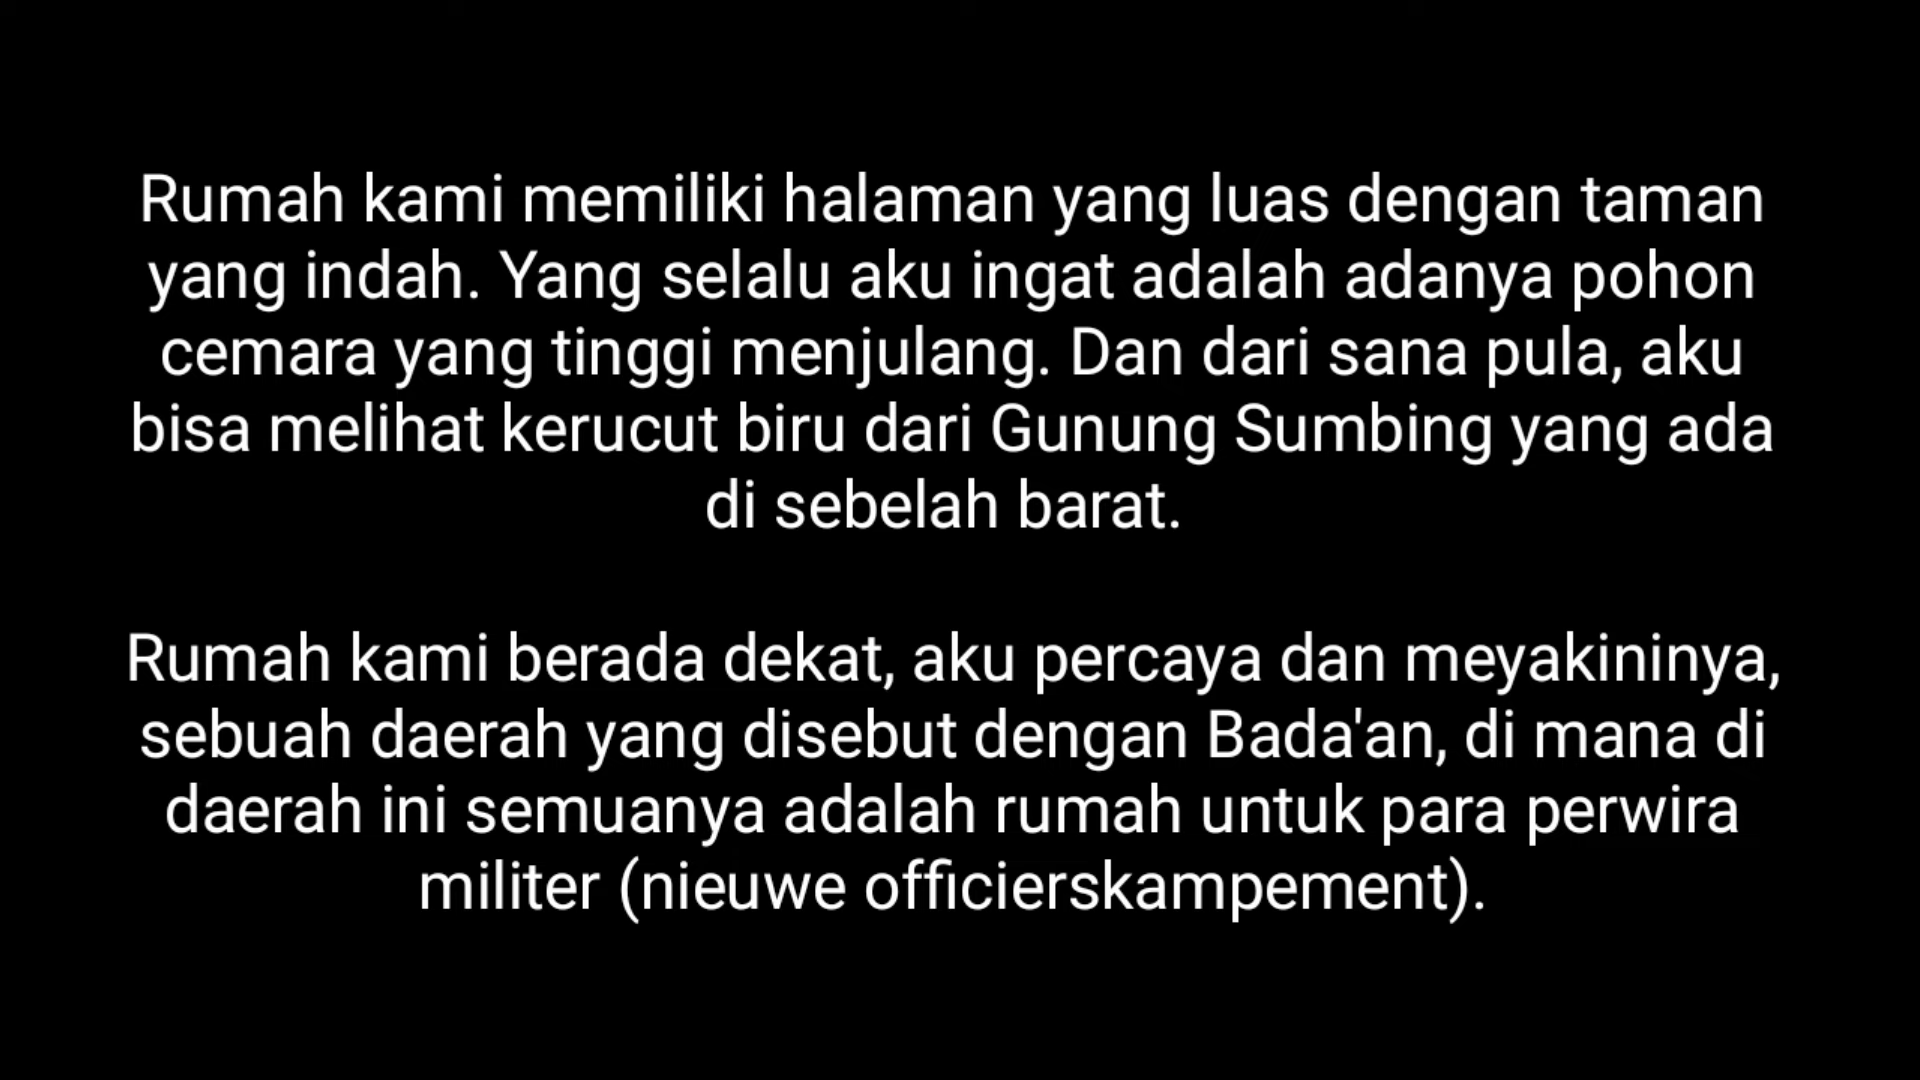 Rumah kami memiliki halaman yang luas dengan taman
yang indah. Yang selalu aku ingat adalah adanya pohon
cemara yang tinggi menjulang. Dan dari sana pula, aku
bisa melihat kerucut biru dari Gunung Sumbing yang ada
di sebelah barat.
Rumah kami berada dekat, aku percaya dan meyakininya,
sebuah daerah yang disebut dengan Bada'an, di mana di
daerah ini semuanya adalah rumah untuk para perwira
militer (nieuwe officierskampement).